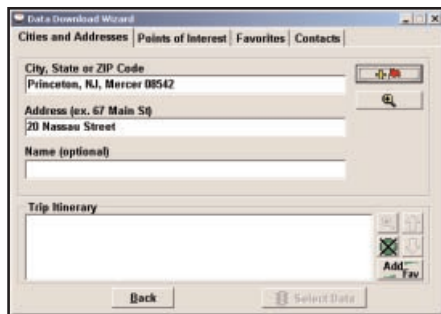 Data Download Wizard
Cities and Addresses Points of Interest Favorites Contacts
City, State or ZIP Code
Princeton, NJ, Mercer 08542
Address (ex. 67 Main St)
20 Nassau Street
Name (optional)
Trip Itinerary
Add
Fav
Back Select Data